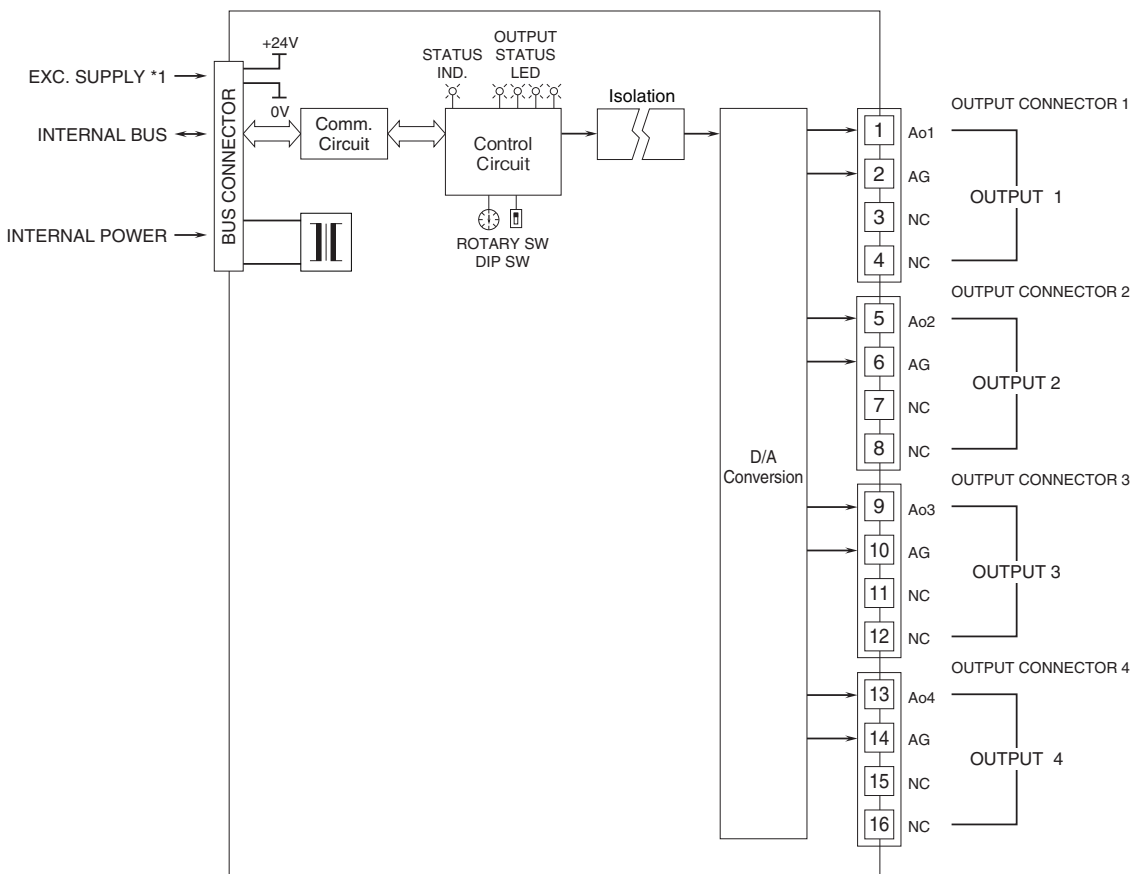 EXC. SUPPLY *1
INTERNAL BUS
INTERNAL POWER
BUS CONNECTOR
+24V
0V
Comm.
Circuit
STATUS
IND.
OUTPUT
STATUS
LED
Control
Circuit
ROTARY SW
DIP SW
Isolation
D/A
Conversion
OUTPUT CONNECTOR 1
1 Ao1
2 AG
3 NC
4 NC
OUTPUT 1
OUTPUT CONNECTOR 2
5 Ao2
6 AG
7 NC
8 NC
OUTPUT 2
OUTPUT CONNECTOR 3
9 Ao3
10 AG
11 NC
12 NC
OUTPUT 3
OUTPUT CONNECTOR 4
13 Ao4
14 AG
15 NC
16 NC
OUTPUT 4